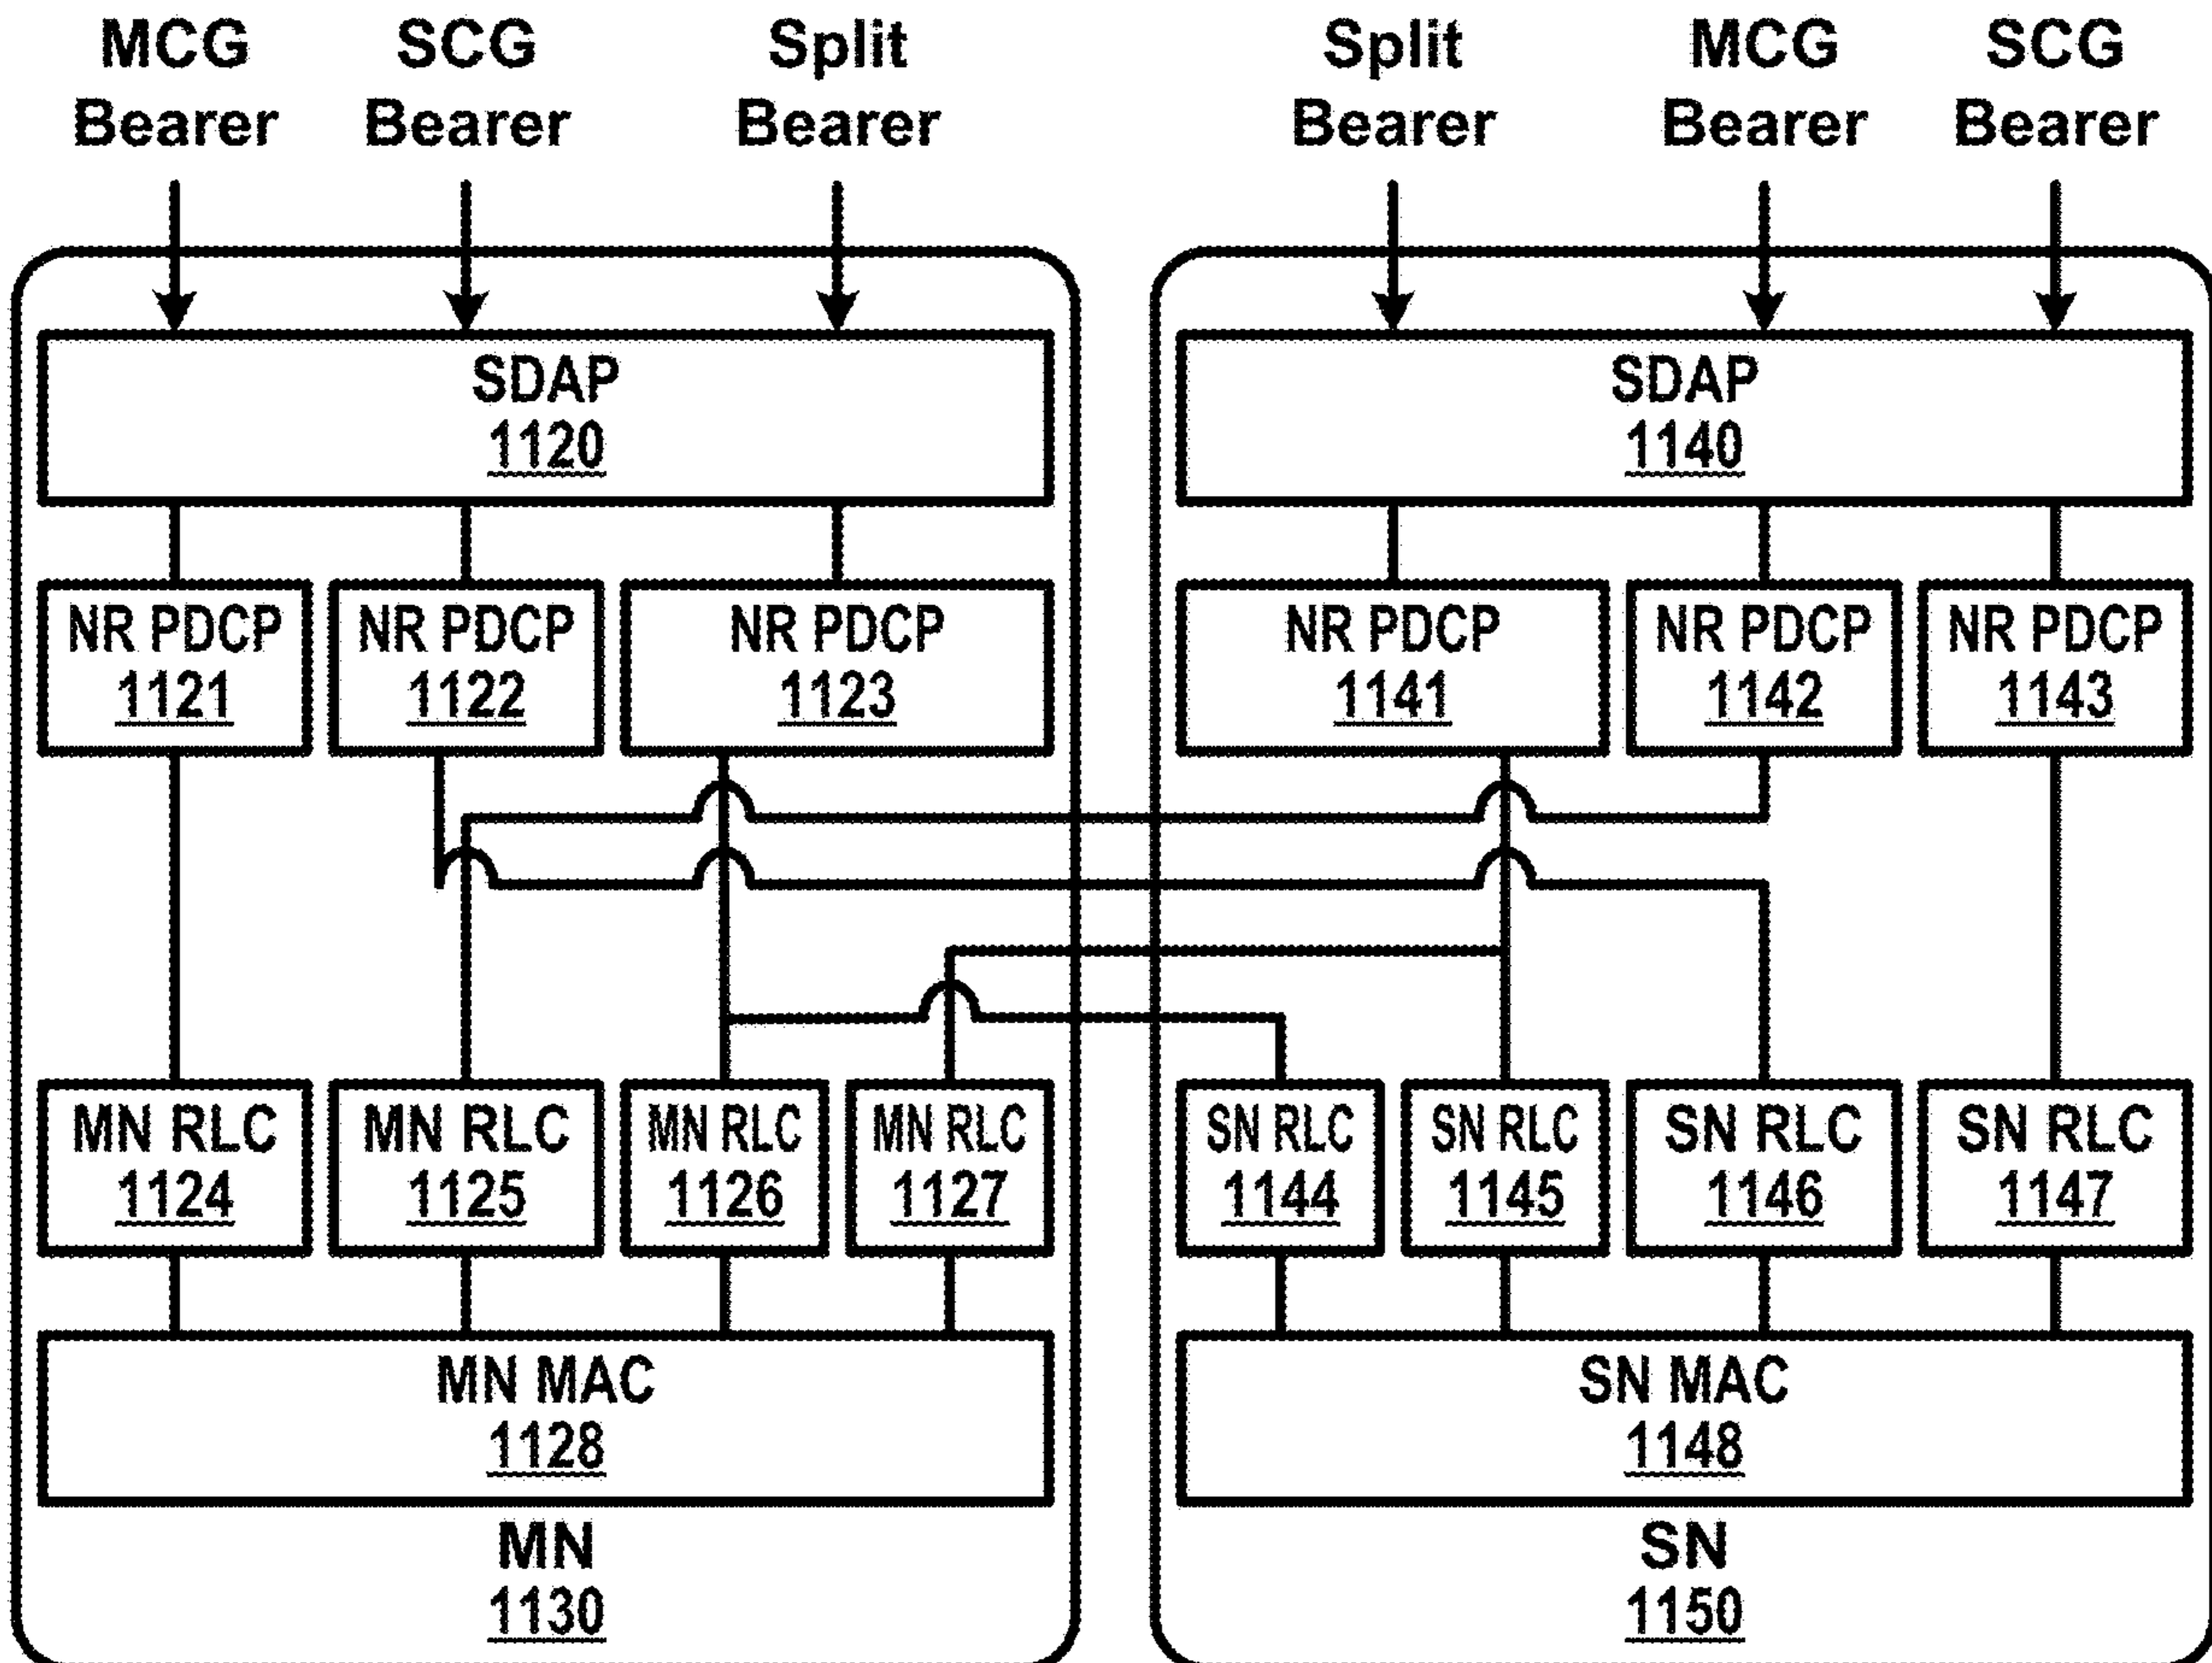 MCG Bearer
SCG Bearer
Split Bearer
Split Bearer
MCG Bearer
SCG Bearer
SDAP
1120
SDAP
1140
NR PDCP
1121
NR PDCP
1122
NR PDCP
1123
NR PDCP
1141
NR PDCP
1142
NR PDCP
1143
MN RLC
1124
MN RLC
1125
MN RLC
1126
MN RLC
1127
SN RLC
1144
SN RLC
1145
SN RLC
1146
SN RLC
1147
MN MAC
1128
SN MAC
1148
MN
1130
SN
1150